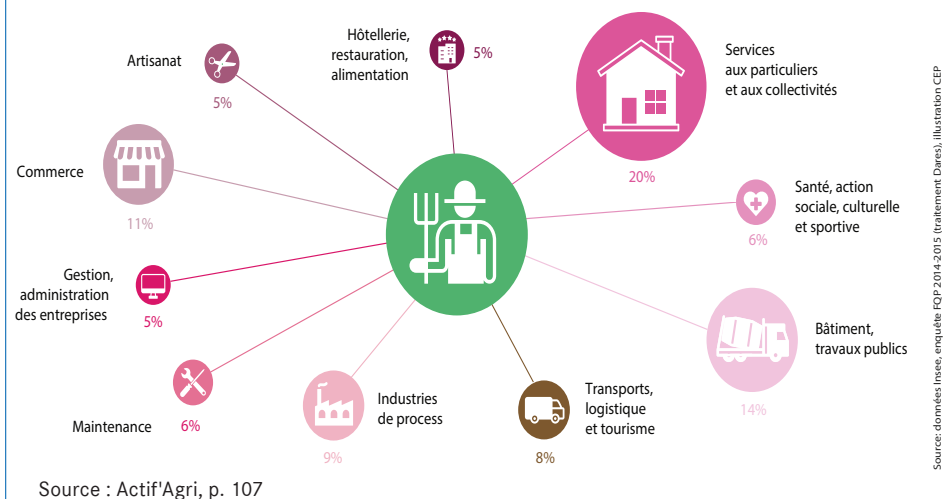 Hôtellerie,
restauration,
alimentation
5%
Services
aux particuliers
et aux collectivités
20%
Artisanat
5%
Commerce
11%
Santé, action
sociale, culturelle
et sportive
6%
Gestion,
administration
des entreprises
5%
Bâtiment,
travaux publics
14%
Maintenance
6%
Industries
de process
9%
Transports,
logistique
et tourisme
8%
Source: données Insee, enquête FQP 2014-2015 (traitement Dares), illustration CEP
Source : Actif'Agri, p. 107